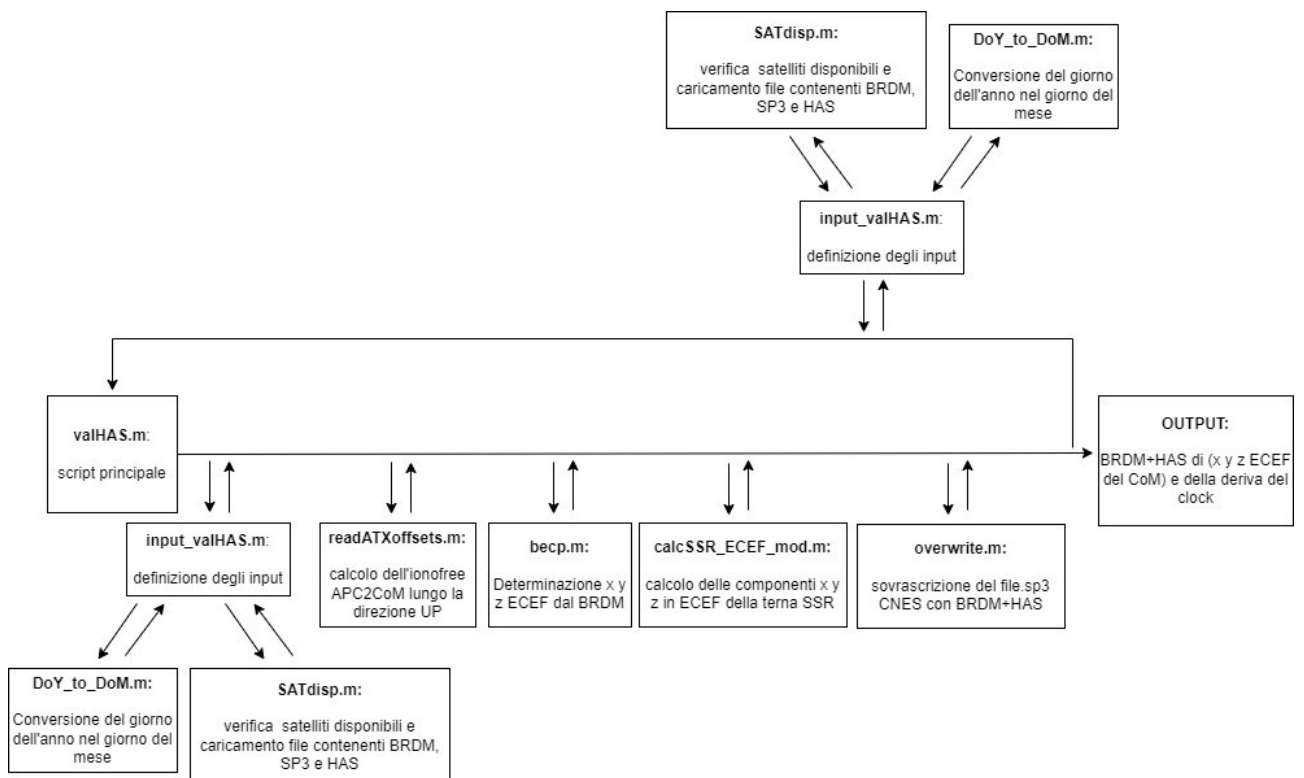 SATdisp.m:
verifica satelliti disponibili e
caricamento file contenenti BRDM,
SP3 e HAS
DoY_to_DoM.m:
Conversione del giorno
dell'anno nel giorno del
mese
input_valHAS.m:
definizione degli input
valHAS.m:
script principale
OUTPUT:
BRDM+HAS di (x y z ECEF
del CoM) e della deriva del
clock
input_valHAS.m:
definizione degli input
readATXoffsets.m:
calcolo dell'ionofree
APC2CoM lungo la
direzione UP
becp.m:
Determinazione x y
z ECEF dal BRDM
calcSSR_ECEF_mod.m:
calcolo delle componenti x y
z in ECEF della terna SSR
overwrite.m:
sovrascrizione del file.sp3
CNES con BRDM+HAS
DoY_to_DoM.m:
Conversione del giorno
dell'anno nel giorno del
mese
SATdisp.m:
verifica satelliti disponibili e
caricamento file contenenti BRDM,
SP3 e HAS